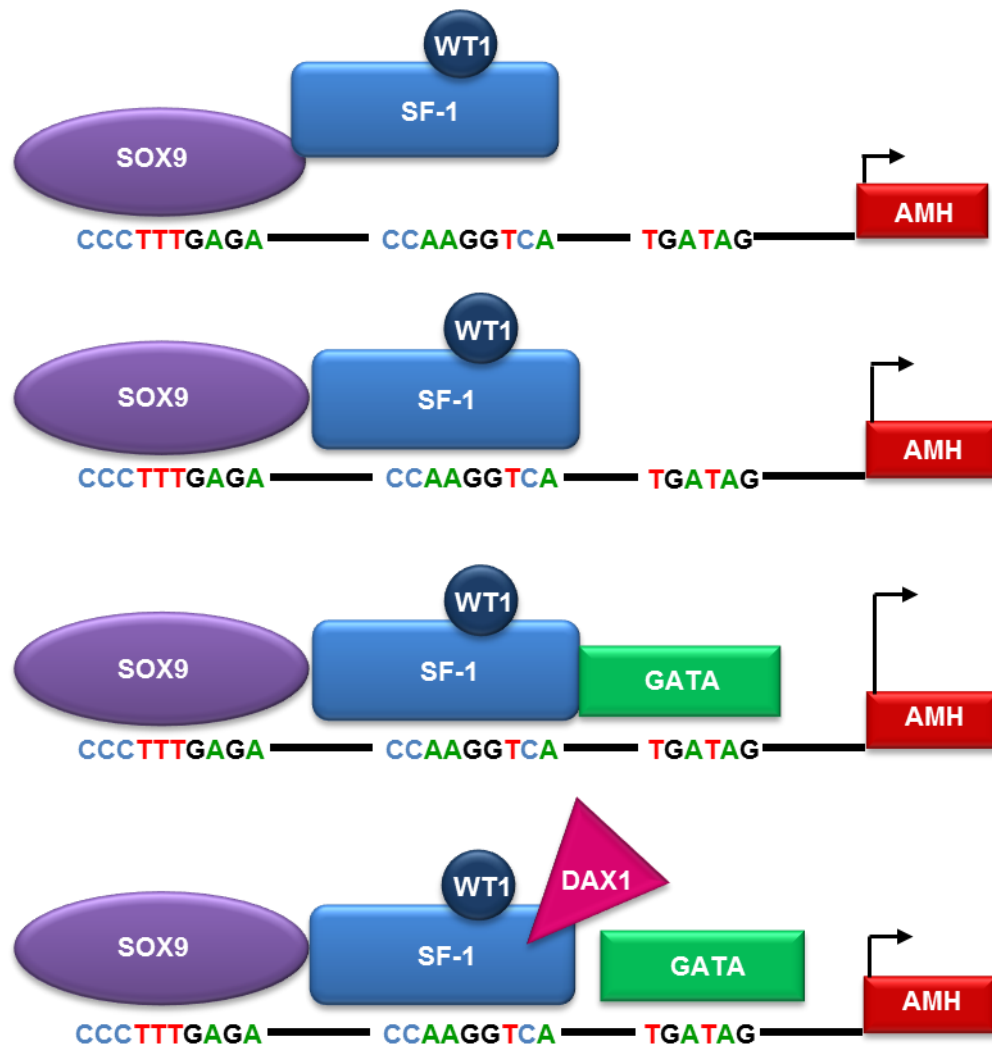 WT1
SF-1
SOX9
AMH
CCCTTTGAGA CCAAGGTCA TGATAG
WT1
SOX9
SF-1
AMH
CCCTTTGAGA CCAAGGTCA TGATAG
WT1
SOX9
SF-1
GATA
AMH
CCCTTTGAGA CCAAGGTCA TGATAG
WT1
DAX1
SOX9
SF-1
GATA
AMH
CCCTTTGAGA CCAAGGTCA TGATAG